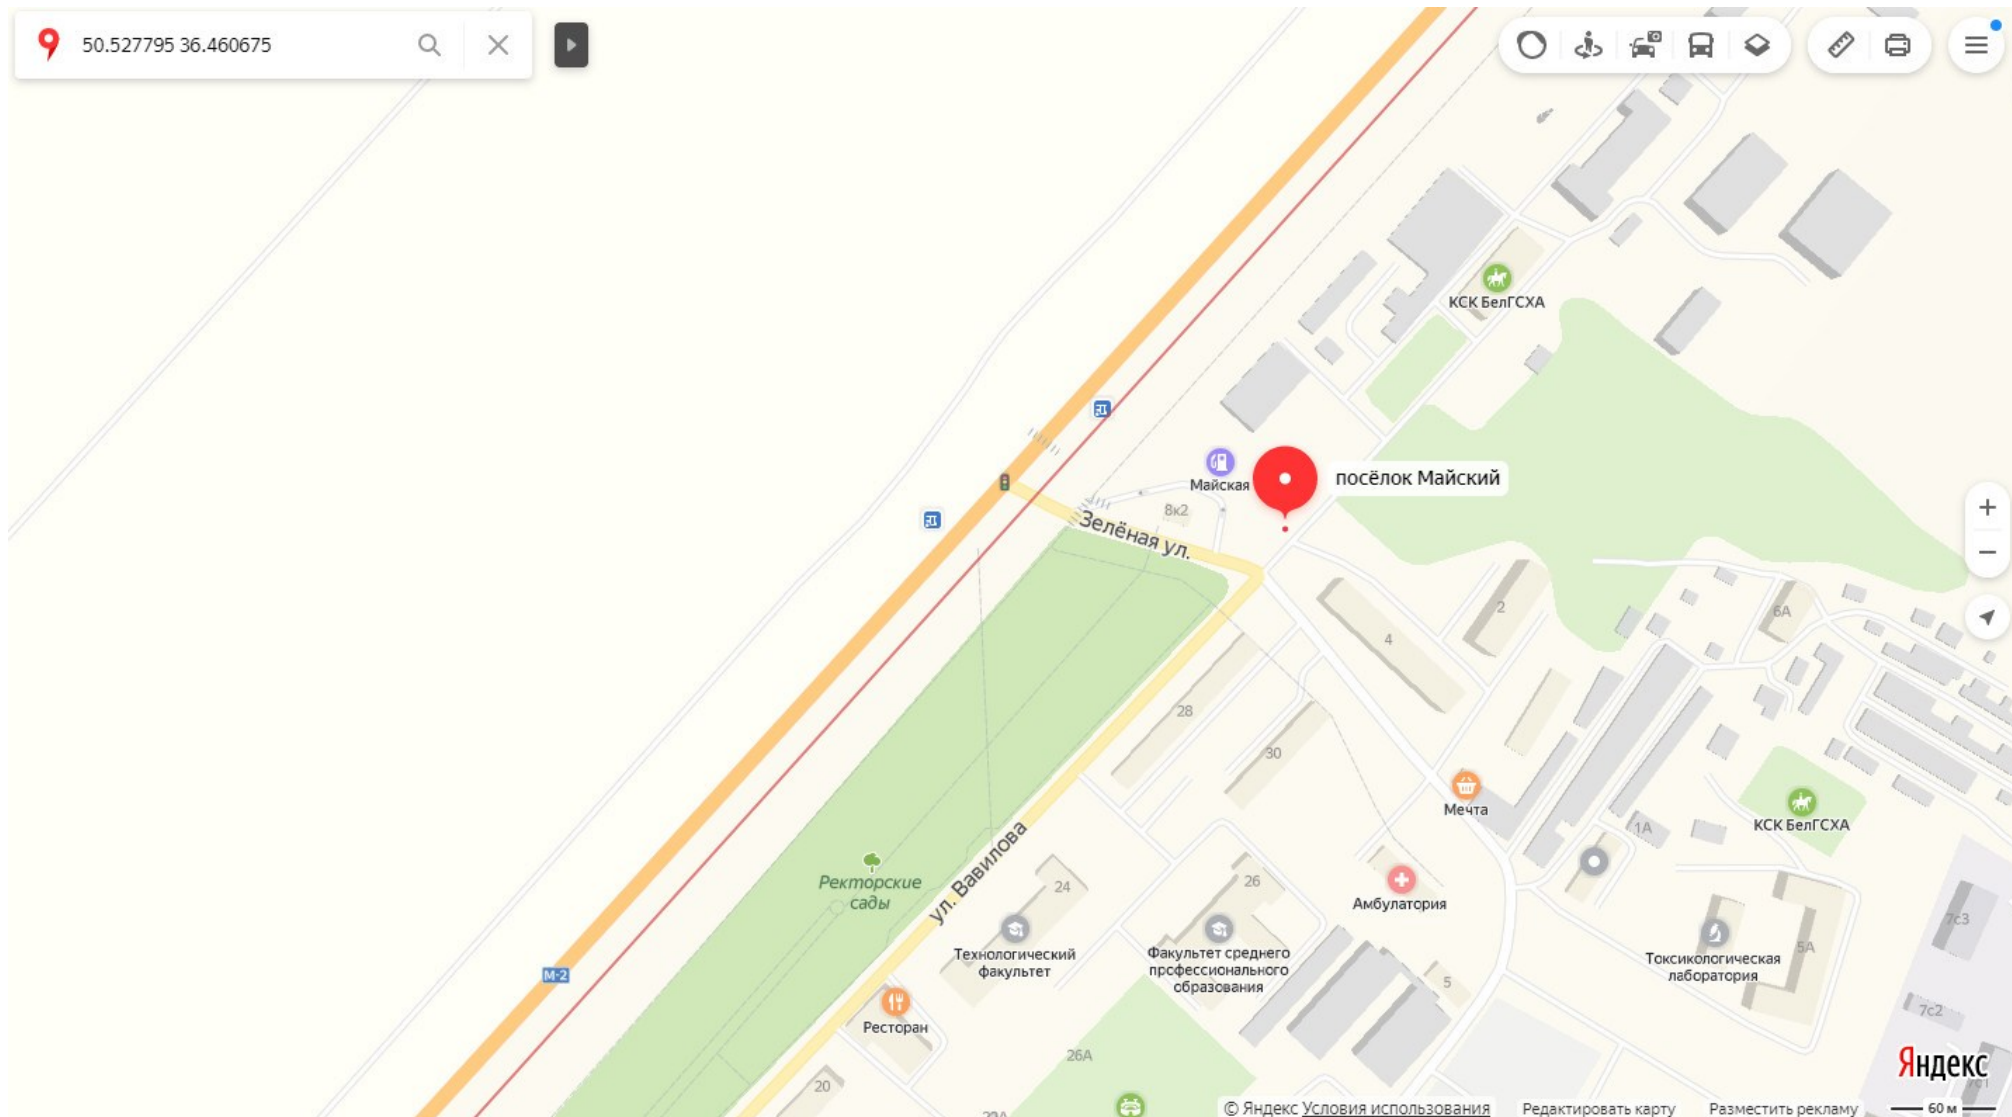 50.527795 36.460675
КСК БелГСХА
посёлок Майский
Майская
8к2
Зелёная ул.
2
6А
4
28
30
Мечта
1А
КСК БелГСХА
Ректорские
сады
ул. Вавилова
24
26
Амбулатория
7с3
Технологический
факультет
Факультет среднего
профессионального
образования
Токсикологическая
лаборатория
5А
М-2
5
7с2
Ресторан
26А
20
Яндекс
7с1
© Яндекс Условия использования
Редактировать карту
Разместить рекламу
60 м